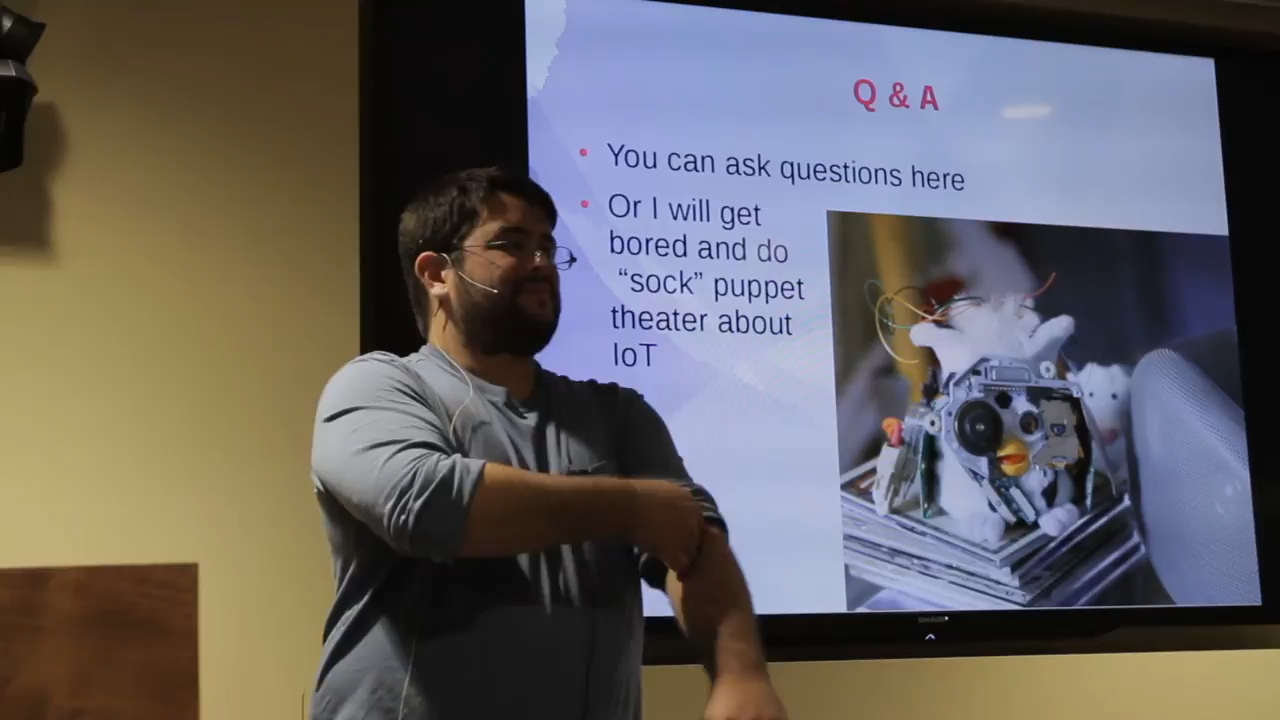 Q & A
You can ask questions here
Or I will get
bored and do
“sock” puppet
theater about
IoT